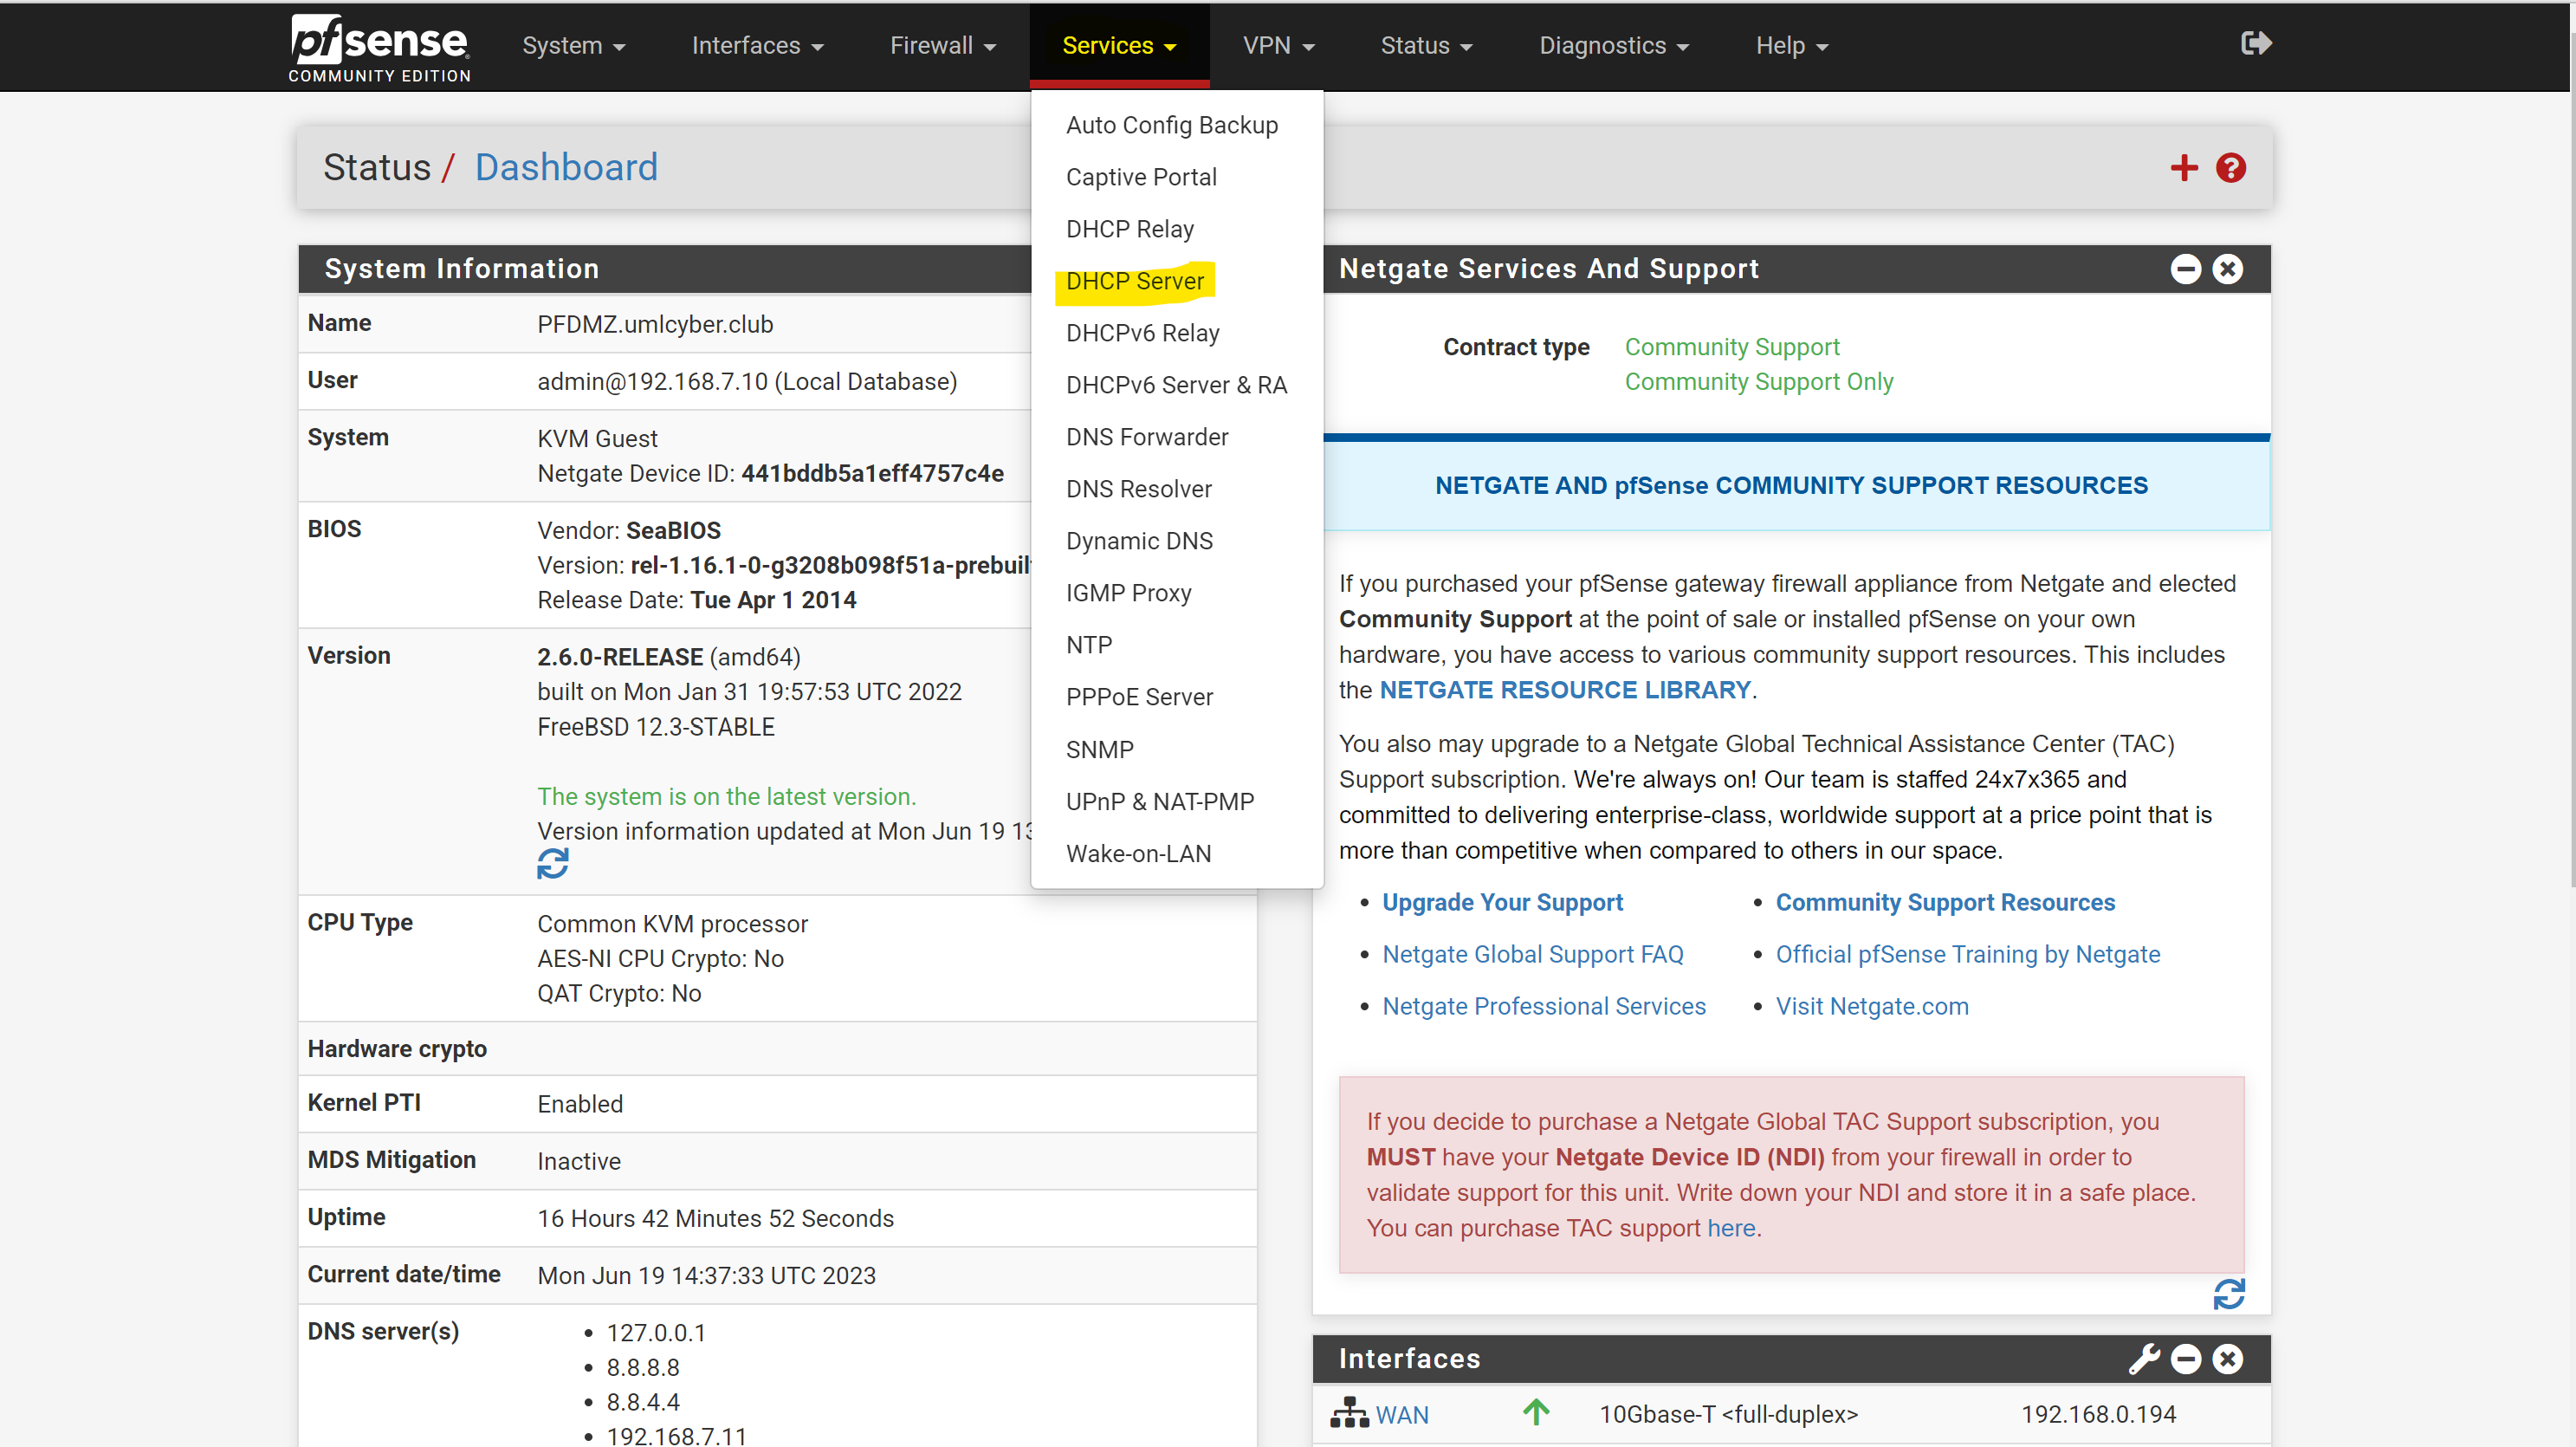 pfsense
COMMUNITY EDITION
System
Interfaces
Firewall
Services
VPN
Status
Diagnostics
Help
Auto Config Backup
Captive Portal
DHCP Relay
DHCP Server
DHCPv6 Relay
DHCPv6 Server & RA
DNS Forwarder
DNS Resolver
Dynamic DNS
IGMP Proxy
NTP
PPPoE Server
SNMP
UPnP & NAT-PMP
Wake-on-LAN
Status / Dashboard
System Information
Name PFDMZ.umlcyber.club
User admin@192.168.7.10 (Local Database)
System KVM Guest
Netgate Device ID: 441bddb5a1eff4757c4e
BIOS Vendor: SeaBIOS
Version: rel-1.16.1-0-g3208b098f51a-prebuil
Release Date: Tue Apr 1 2014
Version 2.6.0-RELEASE (amd64)
built on Mon Jan 31 19:57:53 UTC 2022
FreeBSD 12.3-STABLE
The system is on the latest version.
Version information updated at Mon Jun 19 13
CPU Type Common KVM processor
AES-NI CPU Crypto: No
QAT Crypto: No
Hardware crypto
Kernel PTI Enabled
MDS Mitigation Inactive
Uptime 16 Hours 42 Minutes 52 Seconds
Current date/time Mon Jun 19 14:37:33 UTC 2023
DNS server(s) • 127.0.0.1
• 8.8.8.8
• 8.8.4.4
• 192.168.7.11
Netgate Services And Support
Contract type Community Support
Community Support Only
NETGATE AND pfSense COMMUNITY SUPPORT RESOURCES
If you purchased your pfSense gateway firewall appliance from Netgate and elected
Community Support at the point of sale or installed pfSense on your own
hardware, you have access to various community support resources. This includes
the NETGATE RESOURCE LIBRARY.
You also may upgrade to a Netgate Global Technical Assistance Center (TAC)
Support subscription. We're always on! Our team is staffed 24x7x365 and
committed to delivering enterprise-class, worldwide support at a price point that is
more than competitive when compared to others in our space.
• Upgrade Your Support
• Community Support Resources
• Netgate Global Support FAQ
• Official pfSense Training by Netgate
• Netgate Professional Services
• Visit Netgate.com
If you decide to purchase a Netgate Global TAC Support subscription, you
MUST have your Netgate Device ID (NDI) from your firewall in order to
validate support for this unit. Write down your NDI and store it in a safe place.
You can purchase TAC support here.
Interfaces
WAN 10Gbase-T <full-duplex> 192.168.0.194